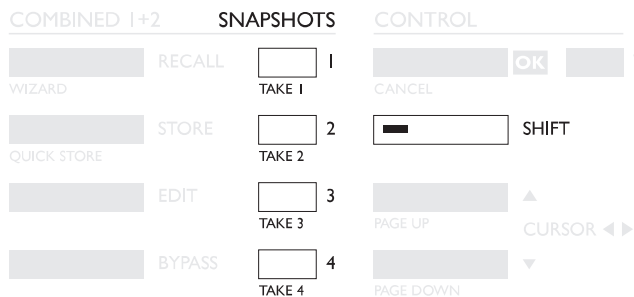 COMBINED 1+2 SNAPSHOTS CONTROL
RECALL 1 OK
WIZARD TAKE 1 CANCEL
STORE 2 SHIFT
QUICK STORE TAKE 2
EDIT 3 ▲
TAKE 3 PAGE UP
CURSOR ◀ ▶
BYPASS 4 ▼
TAKE 4 PAGE DOWN